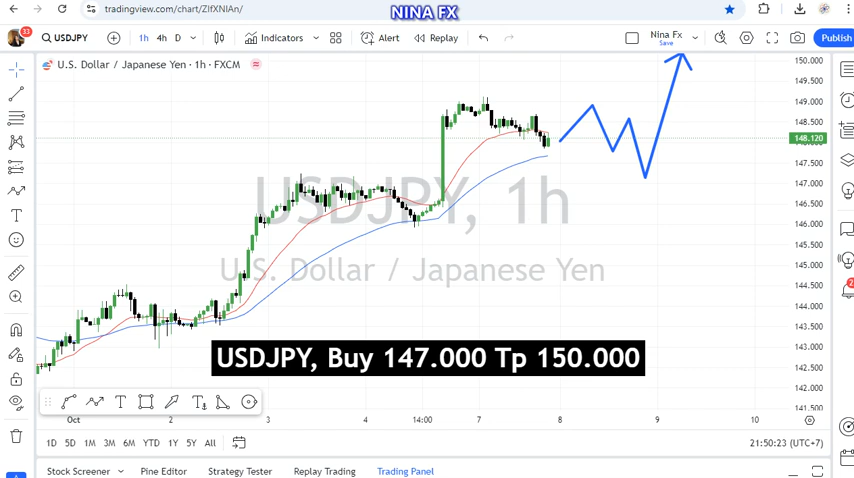 NINA FX
tradingview.com/chart/ZIfXNIAn/
33
USDJPY
1h 4h D
Indicators
Alert
Replay
Nina Fx
Save
Publish
U.S. Dollar / Japanese Yen · 1h · FXCM
USDJPY, 1h
U.S. Dollar / Japanese Yen
150.000
149.500
149.000
148.500
148.120
147.500
147.000
146.500
146.000
145.500
145.000
144.500
144.000
143.500
143.000
142.500
142.000
141.500
USDJPY, Buy 147.000 Tp 150.000
Oct 2 3 4 14:00 7 8 9 10
1D 5D 1M 3M 6M YTD 1Y 5Y All
21:50:23 (UTC+7)
Stock Screener Pine Editor Strategy Tester Replay Trading Trading Panel